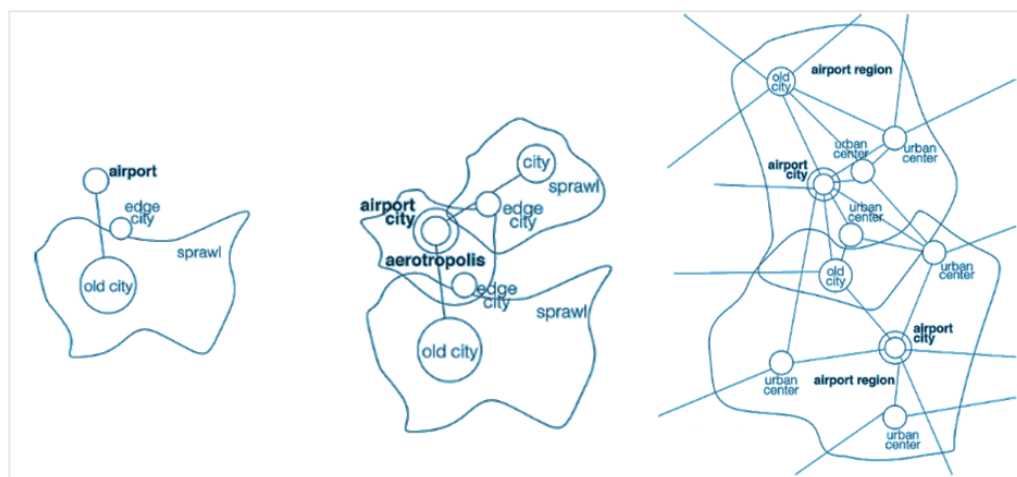 airport
edge
city
sprawl
old city
city
sprawl
airport
city
edge
city
aerotropolis
edge
city
sprawl
old city
old
city
airport region
urban
center
urban
center
airport
city
urban
center
urban
center
old
city
airport
city
urban
center
airport region
urban
center